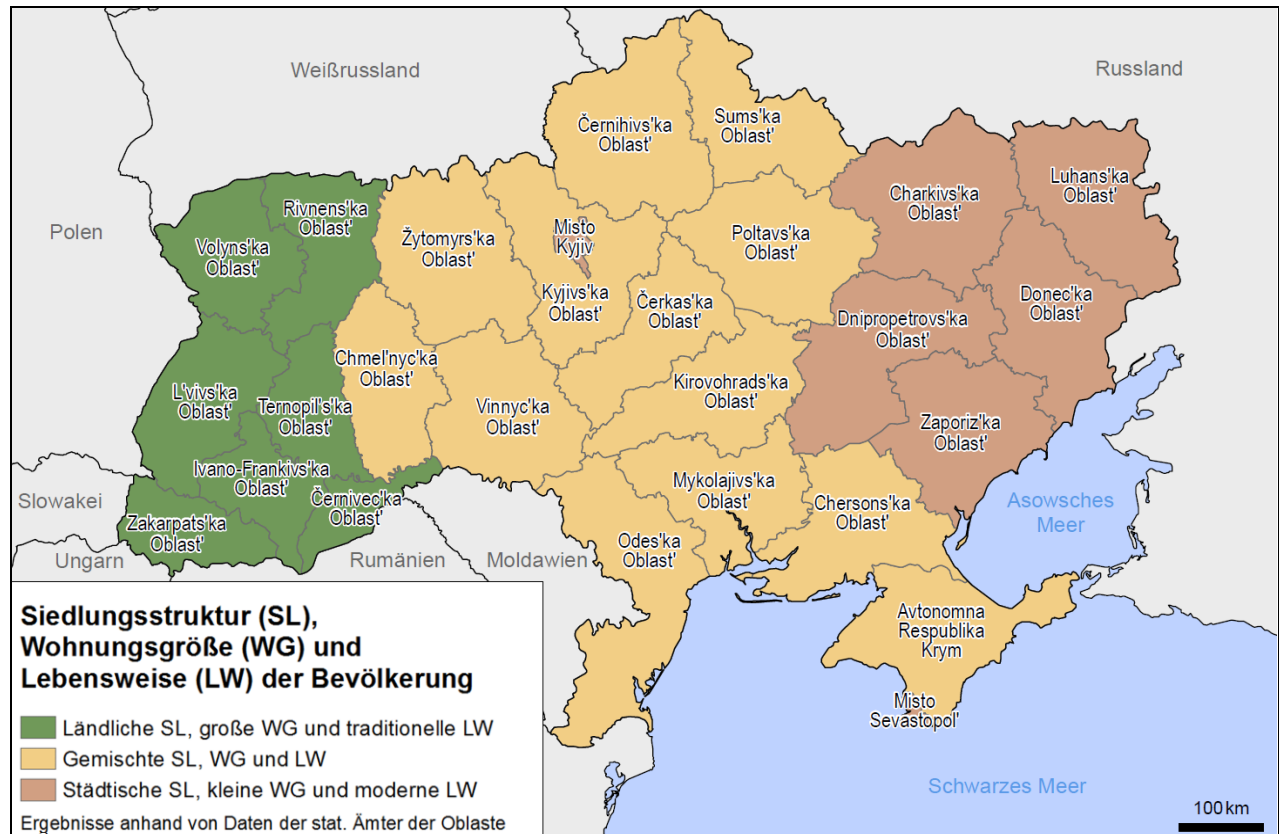 Weißrussland
Russland
Polen
Slowakei
Ungarn
Rumänien
Moldawien
Asowsches
Meer
Schwarzes Meer
Černihivs'ka
Oblast'
Sums'ka
Oblast'
Rivnens'ka
Oblast'
Volyns'ka
Oblast'
Žytomyrs'ka
Oblast'
Misto
Kyjiv
Kyjivs'ka
Oblast'
Poltavs'ka
Oblast'
Charkivs'ka
Oblast'
Luhans'ka
Oblast'
Čerkas'ka
Oblast'
Donec'ka
Oblast'
Dnipropetrovs'ka
Oblast'
L'vivs'ka
Oblast'
Ternopil's'ka
Oblast'
Chmel'nyc'ka
Oblast'
Vinnyc'ka
Oblast'
Kirovohrads'ka
Oblast'
Zaporiz'ka
Oblast'
Ivano-Frankivs'ka
Oblast'
Zakarpats'ka
Oblast'
Černivec'ka
Oblast'
Odes'ka
Oblast'
Mykolajivs'ka
Oblast'
Chersons'ka
Oblast'
Avtonomna
Respublika
Krym
Misto
Sevastopol'
Siedlungsstruktur (SL),
Wohnungsgröße (WG) und
Lebensweise (LW) der Bevölkerung
Ländliche SL, große WG und traditionelle LW
Gemischte SL, WG und LW
Städtische SL, kleine WG und moderne LW
Ergebnisse anhand von Daten der stat. Ämter der Oblaste
100 km